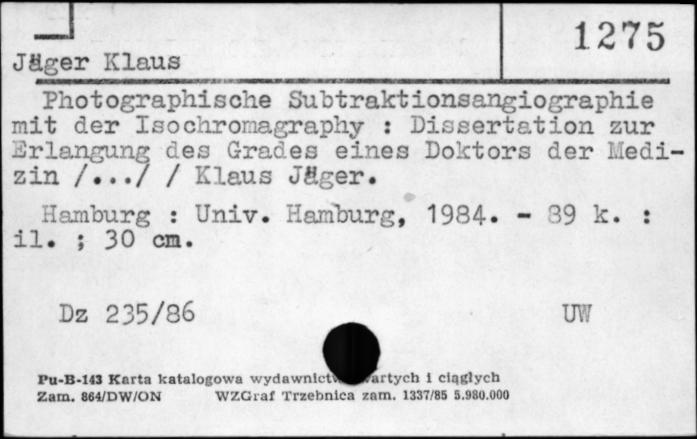 1275
Jäger Klaus
Photographische Subtraktionsangiographie
mit der Isochromagraphy : Dissertation zur
Erlangung des Grades eines Doktors der Medi-
zin /.../ / Klaus Jäger.
Hamburg : Univ. Hamburg, 1984. - 89 k. :
il. ; 30 cm.
Dz 235/86 UW
Pu-B-143 Karta katalogowa i ciągłych
Zam. 864/DW/ON WZGraf Trzebnica zam. 1337/85 5.980.000